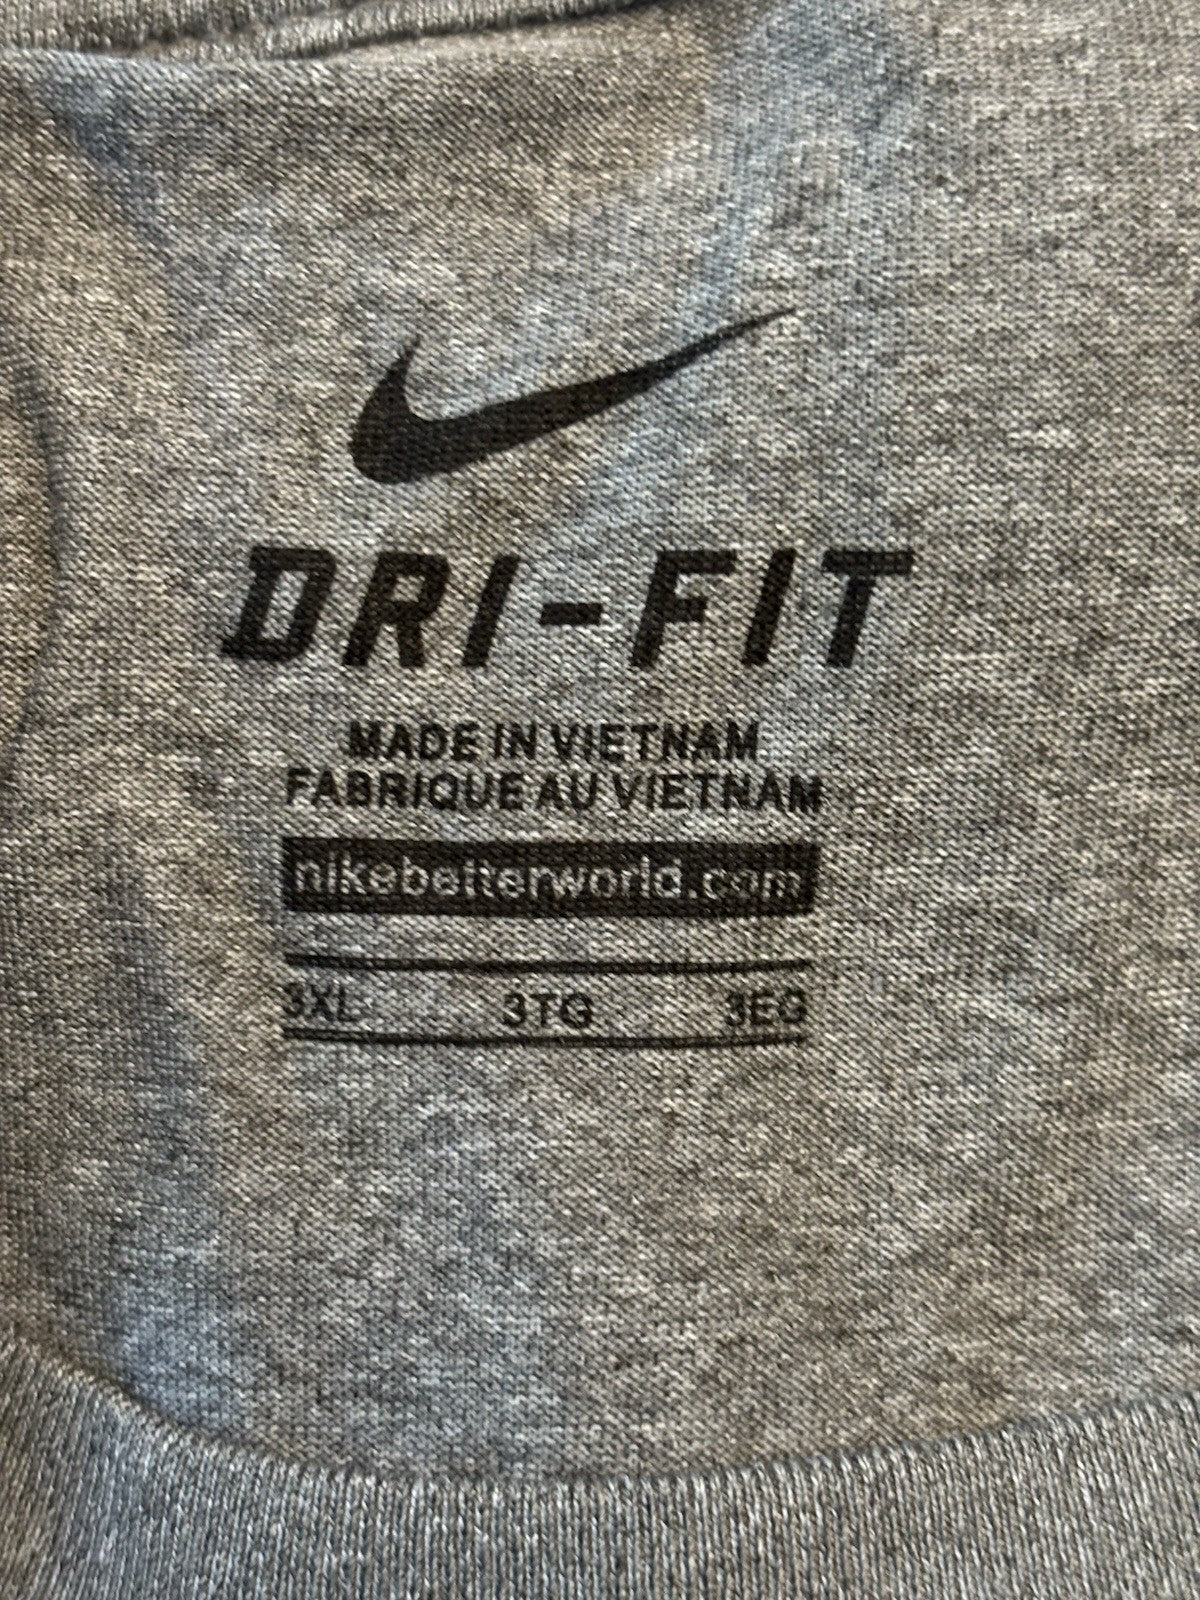 DRI-FIT
MADE IN VIETNAM
FABRIQUE AU VIETNAM
nikebetterworld.com
3XL 3TG 3EG